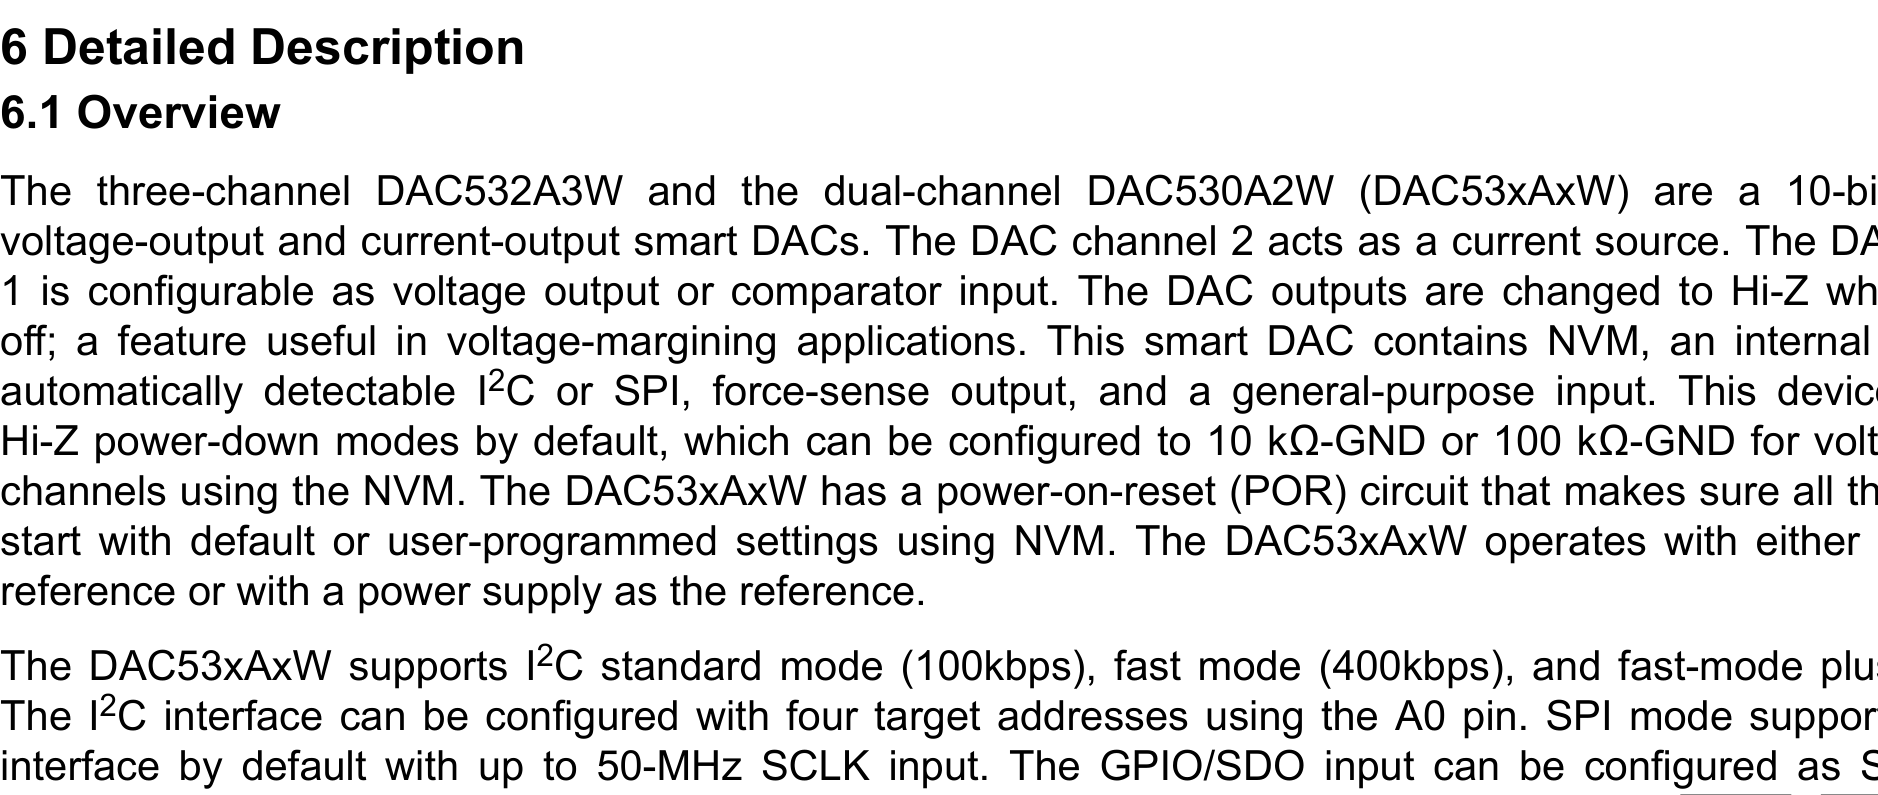 6 Detailed Description
6.1 Overview
The three-channel DAC532A3W and the dual-channel DAC530A2W (DAC53xAxW) are a 10-bi
voltage-output and current-output smart DACs. The DAC channel 2 acts as a current source. The DA
1 is configurable as voltage output or comparator input. The DAC outputs are changed to Hi-Z wh
off; a feature useful in voltage-margining applications. This smart DAC contains NVM, an internal
automatically detectable I²C or SPI, force-sense output, and a general-purpose input. This devic
Hi-Z power-down modes by default, which can be configured to 10 kΩ-GND or 100 kΩ-GND for volt
channels using the NVM. The DAC53xAxW has a power-on-reset (POR) circuit that makes sure all th
start with default or user-programmed settings using NVM. The DAC53xAxW operates with either
reference or with a power supply as the reference.
The DAC53xAxW supports I²C standard mode (100kbps), fast mode (400kbps), and fast-mode plus
The I²C interface can be configured with four target addresses using the A0 pin. SPI mode suppor
interface by default with up to 50-MHz SCLK input. The GPIO/SDO input can be configured as S